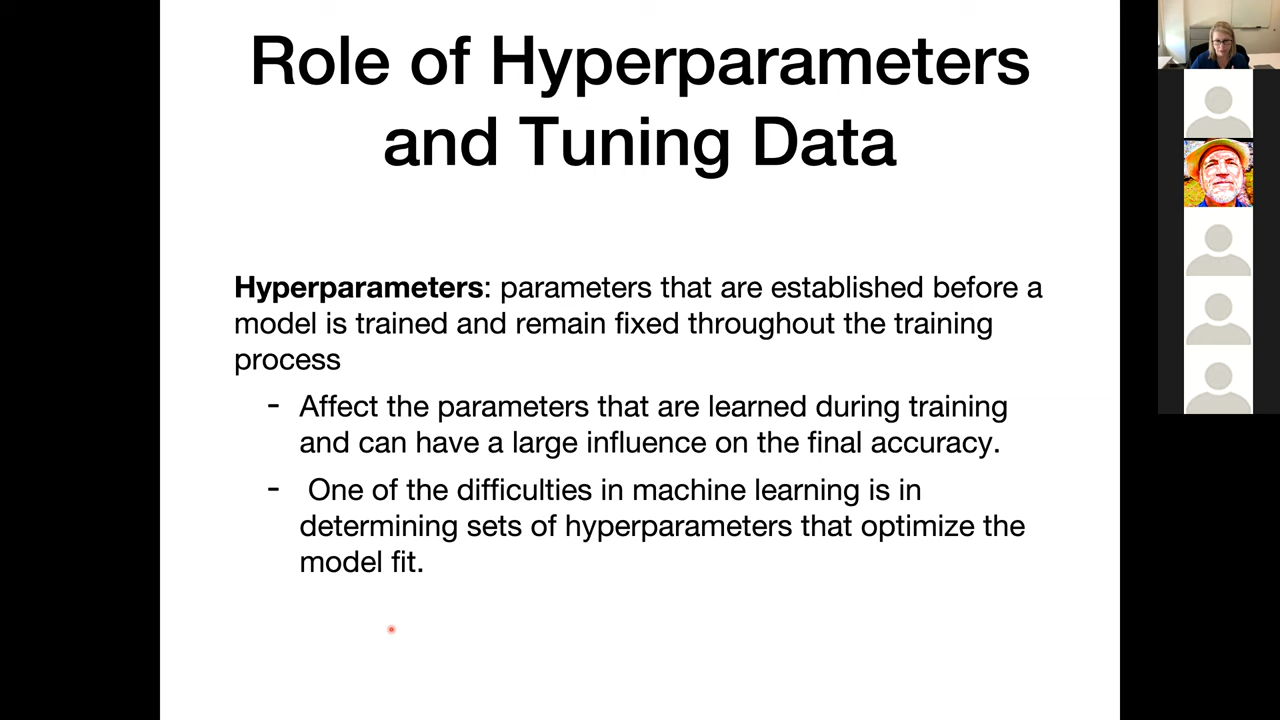 Role of Hyperparameters
and Tuning Data
Hyperparameters: parameters that are established before a
model is trained and remain fixed throughout the training
process
- Affect the parameters that are learned during training
and can have a large influence on the final accuracy.
- One of the difficulties in machine learning is in
determining sets of hyperparameters that optimize the
model fit.